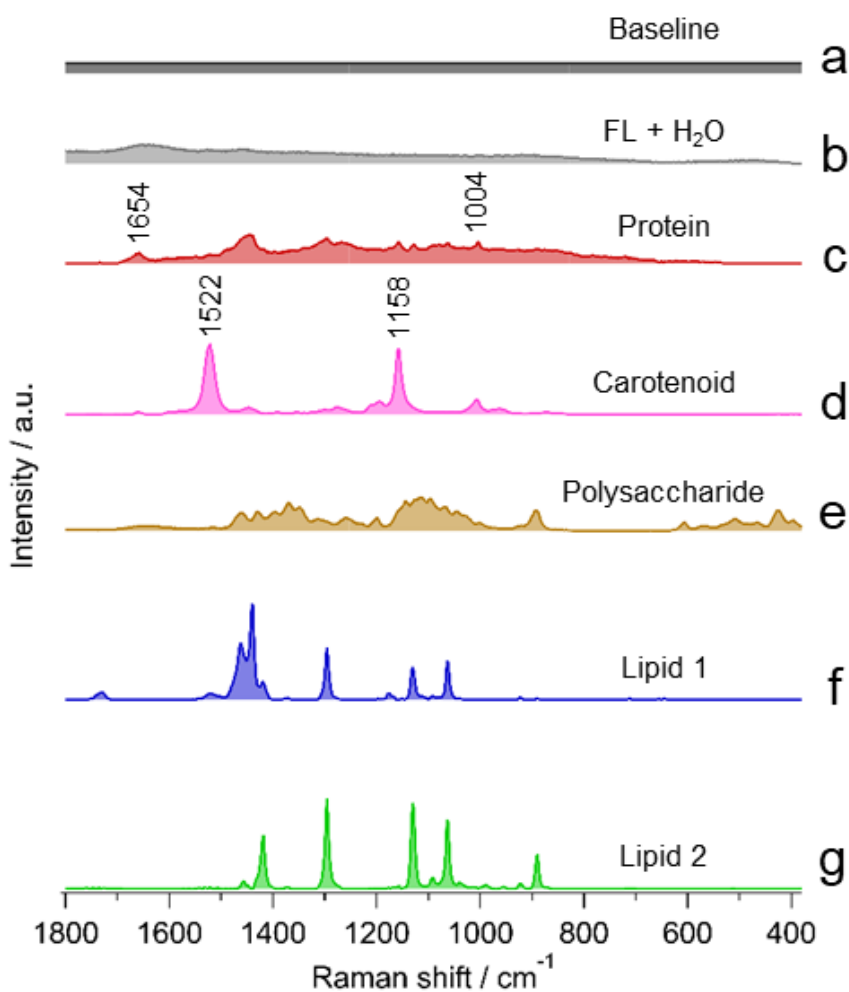 Baseline
a
FL + H₂O
b
1654
1004
Protein
c
1522
1158
Carotenoid
d
Polysaccharide
e
Lipid 1
f
Lipid 2
g
Intensity / a.u.
1800 1600 1400 1200 1000 800 600 400
Raman shift / cm⁻¹